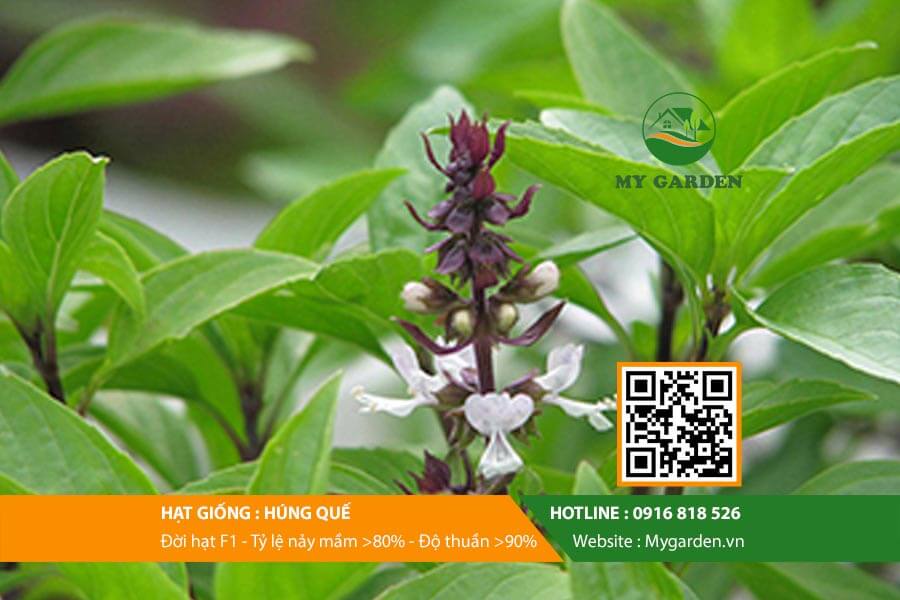 MY GARDEN
HẠT GIỐNG : HÚNG QUẾ
Đời hạt F1 - Tỷ lệ nảy mầm >80% - Độ thuần >90%
HOTLINE : 0916 818 526
Website : Mygarden.vn